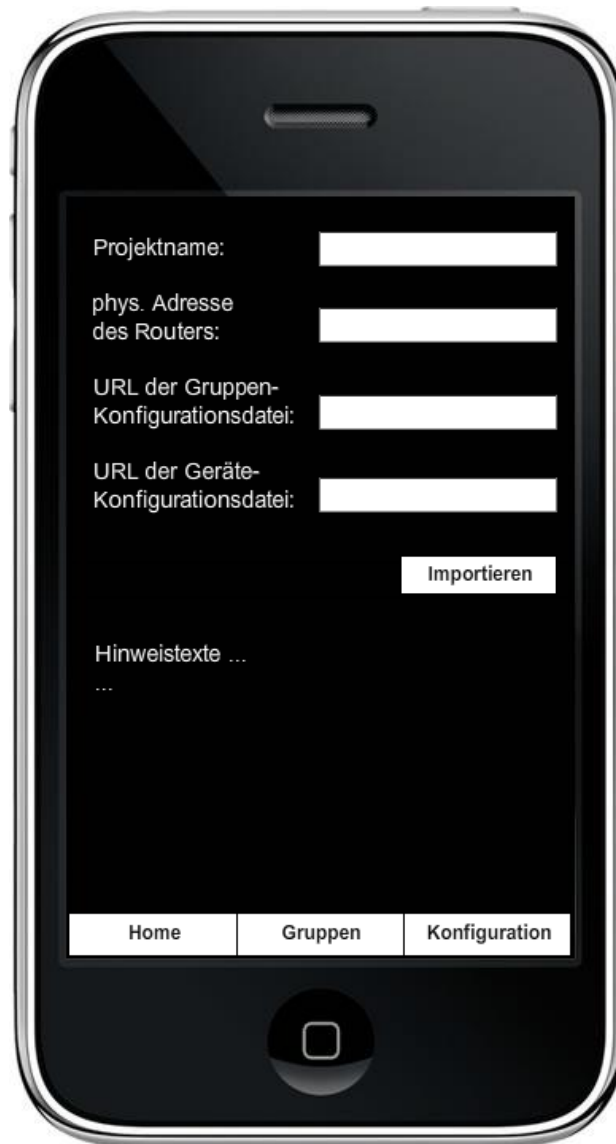 Projektname:
phys. Adresse
des Routers:
URL der Gruppen-
Konfigurationsdatei:
URL der Geräte-
Konfigurationsdatei:
Importieren
Hinweistexte ...
...
Home Gruppen Konfiguration